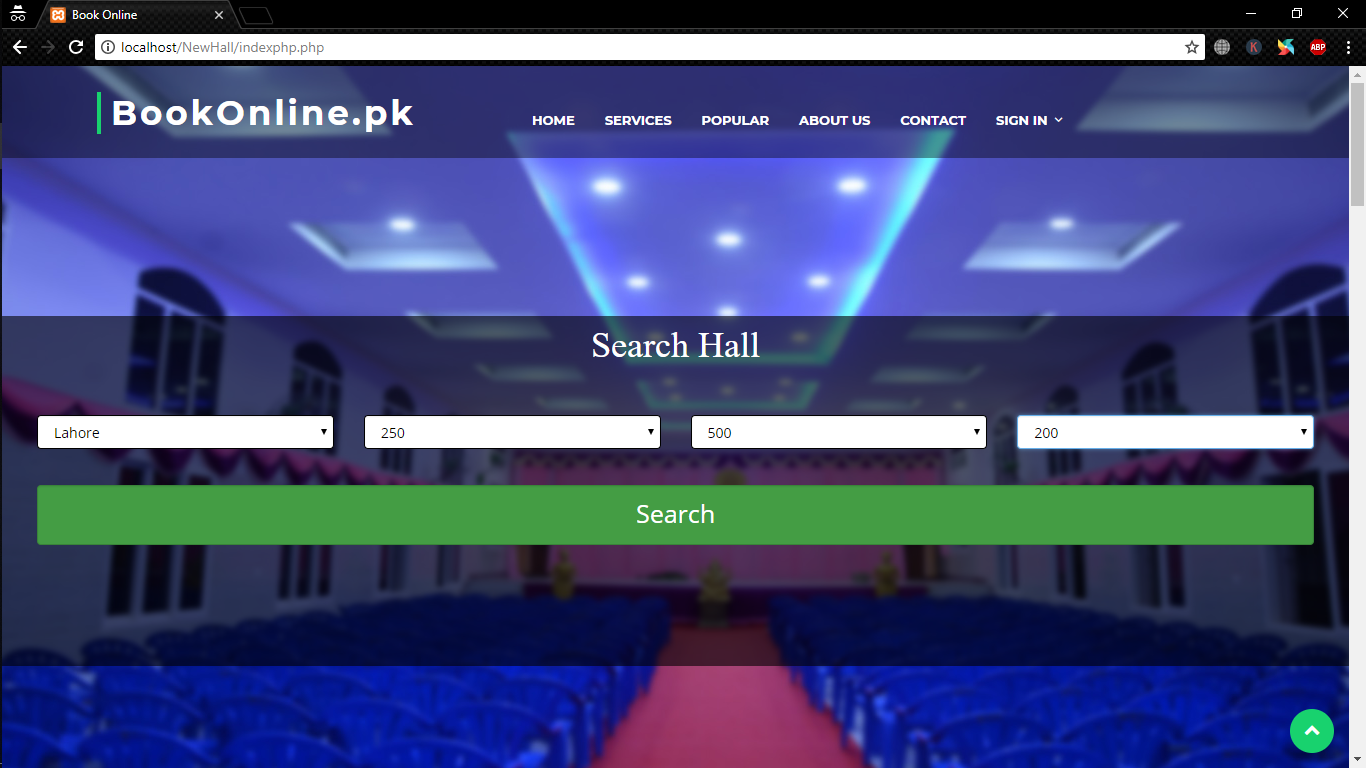 Book Online
localhost/NewHall/indexphp.php
K
ABP
BookOnline.pk
HOME SERVICES POPULAR ABOUT US CONTACT SIGN IN
Search Hall
Lahore 250 500 200
Search